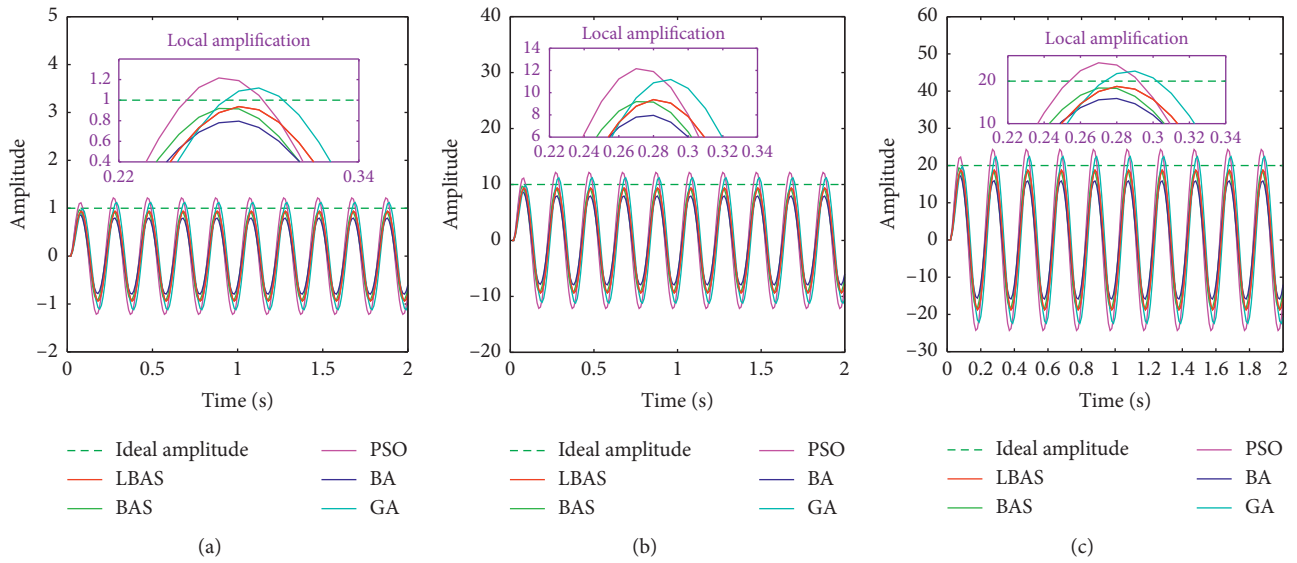 Amplitude
5
4
3
2
1
0
−1
−2
Local amplification
1.2
1
0.8
0.6
0.4
0.22
0.34
0
0.5
1
1.5
2
Time (s)
Ideal amplitude
LBAS
BAS
PSO
BA
GA
(a)
Amplitude
40
30
20
10
0
−10
−20
Local amplification
14
12
10
8
6
0.22
0.24
0.26
0.28
0.3
0.32
0.34
0
0.5
1
1.5
2
Time (s)
Ideal amplitude
LBAS
BAS
PSO
BA
GA
(b)
Amplitude
60
50
40
30
20
10
0
−10
−20
−30
Local amplification
20
10
0.22
0.24
0.26
0.28
0.3
0.32
0.34
0
0.2
0.4
0.6
0.8
1
1.2
1.4
1.6
1.8
2
Time (s)
Ideal amplitude
LBAS
BAS
PSO
BA
GA
(c)